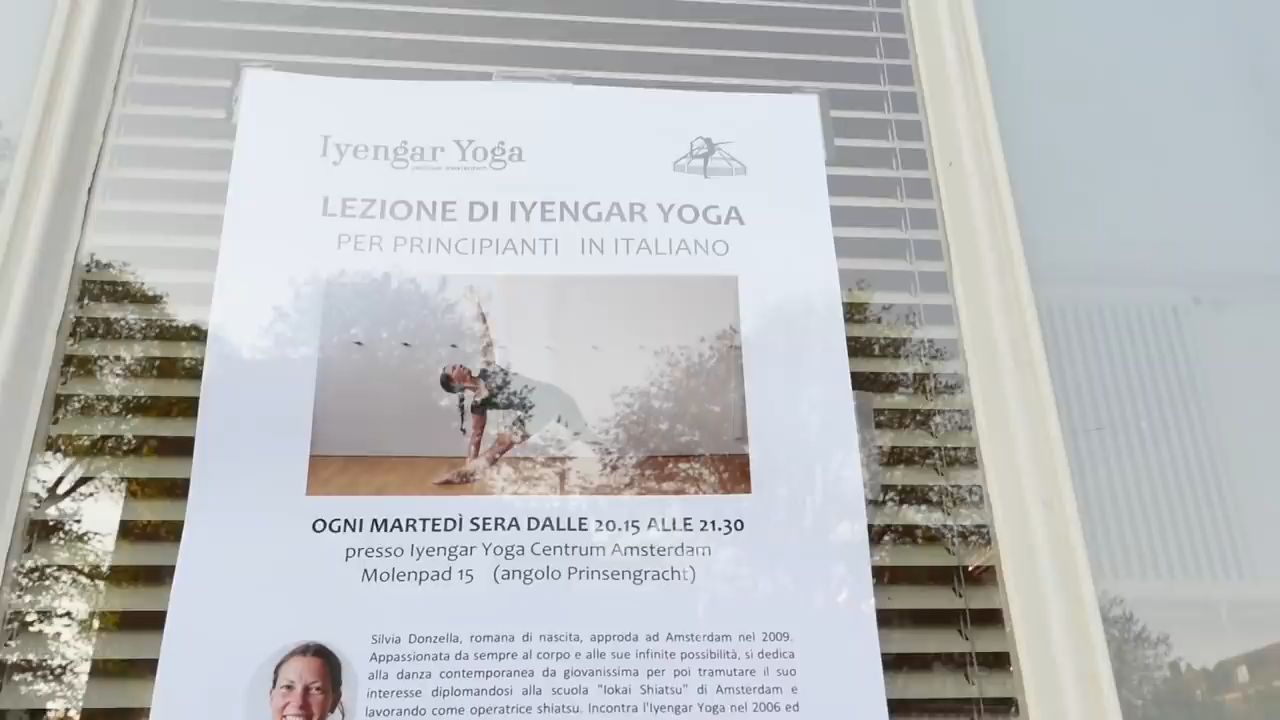 Iyengar Yoga
LEZIONE DI IYENGAR YOGA
PER PRINCIPIANTI IN ITALIANO
OGNI MARTEDÌ SERA DALLE 20.15 ALLE 21.30
presso Iyengar Yoga Centrum Amsterdam
Molenpad 15 (angolo Prinsengracht)
Silvia Donzella, romana di nascita, approda ad Amsterdam nel 2009.
Appassionata da sempre al corpo e alle sue infinite possibilità, si dedica
alla danza contemporanea da giovanissima per poi tramutare il suo
interesse diplomandosi alla scuola "Iokai Shiatsu" di Amsterdam e
lavorando come operatrice shiatsu. Incontra l'Iyengar Yoga nel 2006 ed